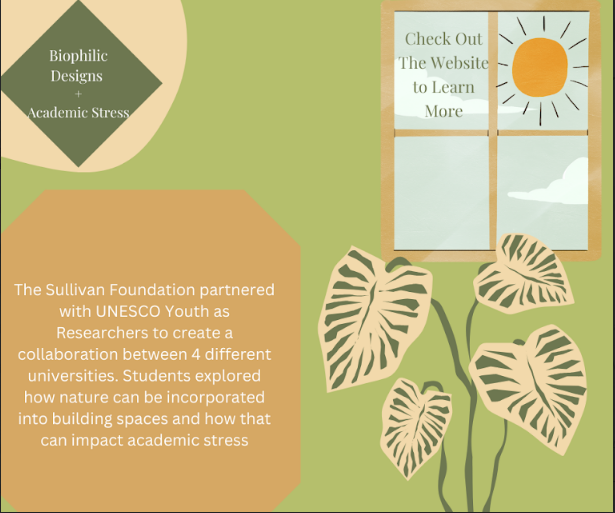 Biophilic
Designs
+
Academic Stress
Check Out
The Website
to Learn
More
The Sullivan Foundation partnered
with UNESCO Youth as
Researchers to create a
collaboration between 4 different
universities. Students explored
how nature can be incorporated
into building spaces and how that
can impact academic stress